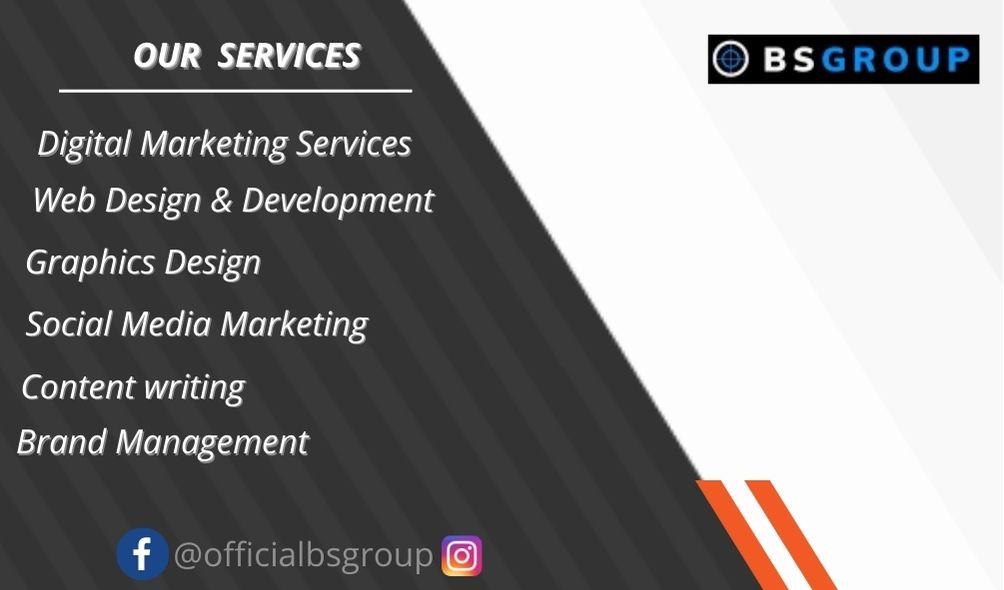 OUR SERVICES
BSGROUP
Digital Marketing Services
Web Design & Development
Graphics Design
Social Media Marketing
Content writing
Brand Management
@officialbsgroup